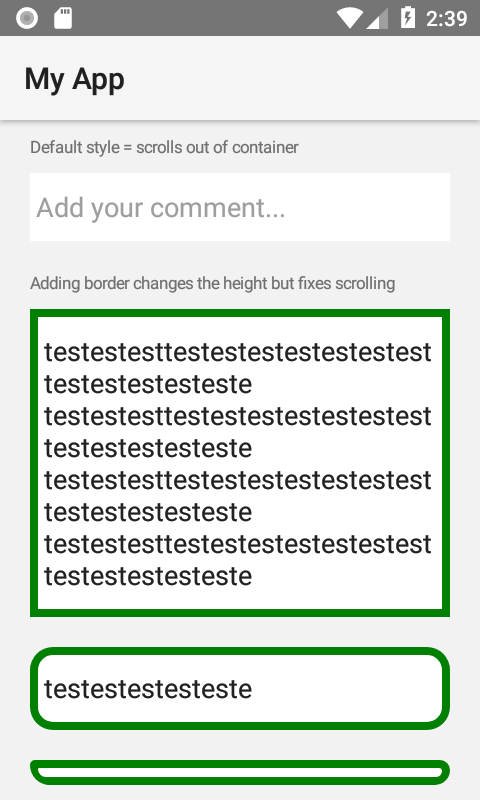 2:39
My App
Default style = scrolls out of container
Add your comment...
Adding border changes the height but fixes scrolling
testestesttestestestestestestest
testestestesteste
testestesttestestestestestestest
testestestesteste
testestesttestestestestestestest
testestestesteste
testestesttestestestestestestest
testestestesteste
testestestesteste